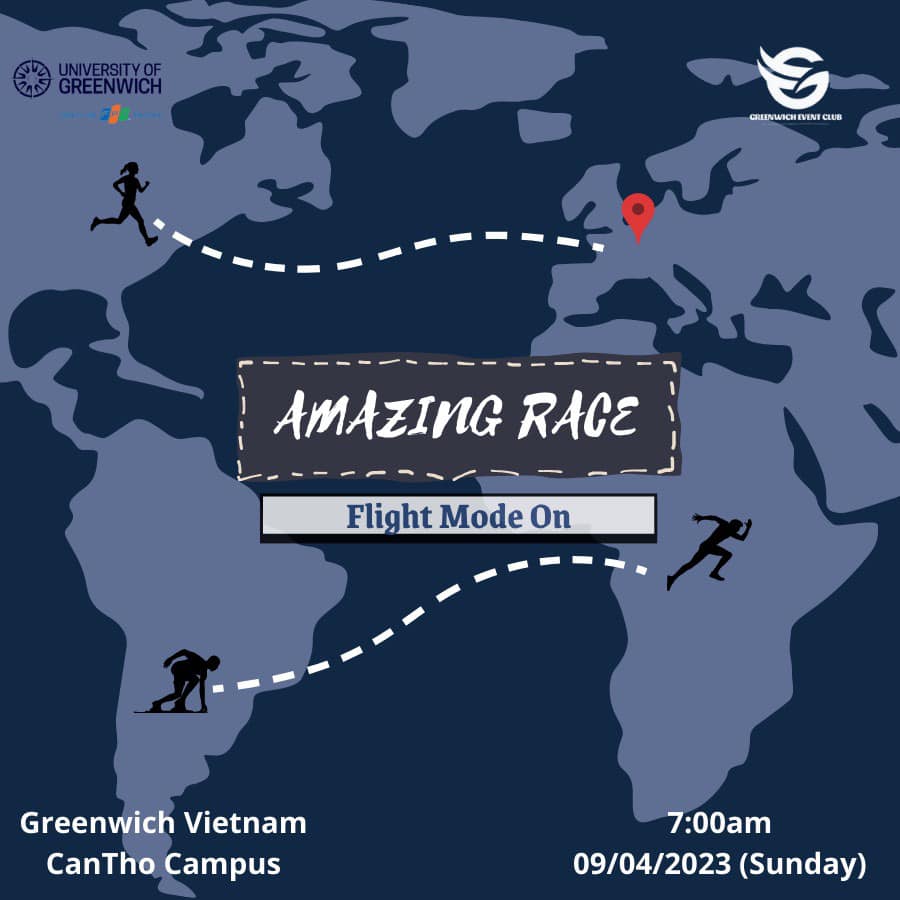 UNIVERSITY OF
GREENWICH
GREENWICH EVENT CLUB
AMAZING RACE
Flight Mode On
Greenwich Vietnam
CanTho Campus
7:00am
09/04/2023 (Sunday)